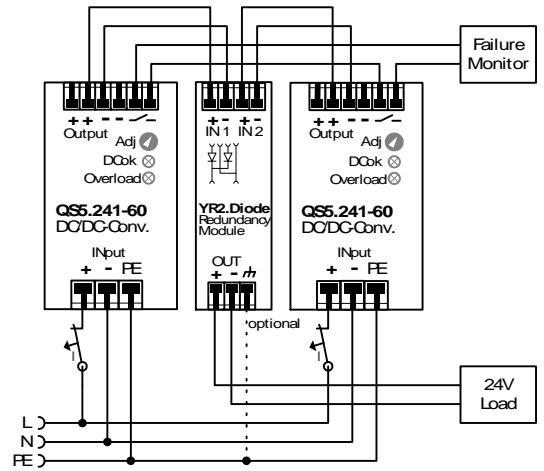 Failure
Monitor
+ + - -
Output
Adj
DCok
Overload
QS5.241-60
DC/DC-Conv.
INput
+ - PE
I
+ - + -
IN 1 IN 2
YR2.Diode
Redundancy
Module
OUT
+ -
optional
+ + - -
Output
Adj
DCok
Overload
QS5.241-60
DC/DC-Conv.
INput
+ - PE
I
24V
Load
L
N
PE